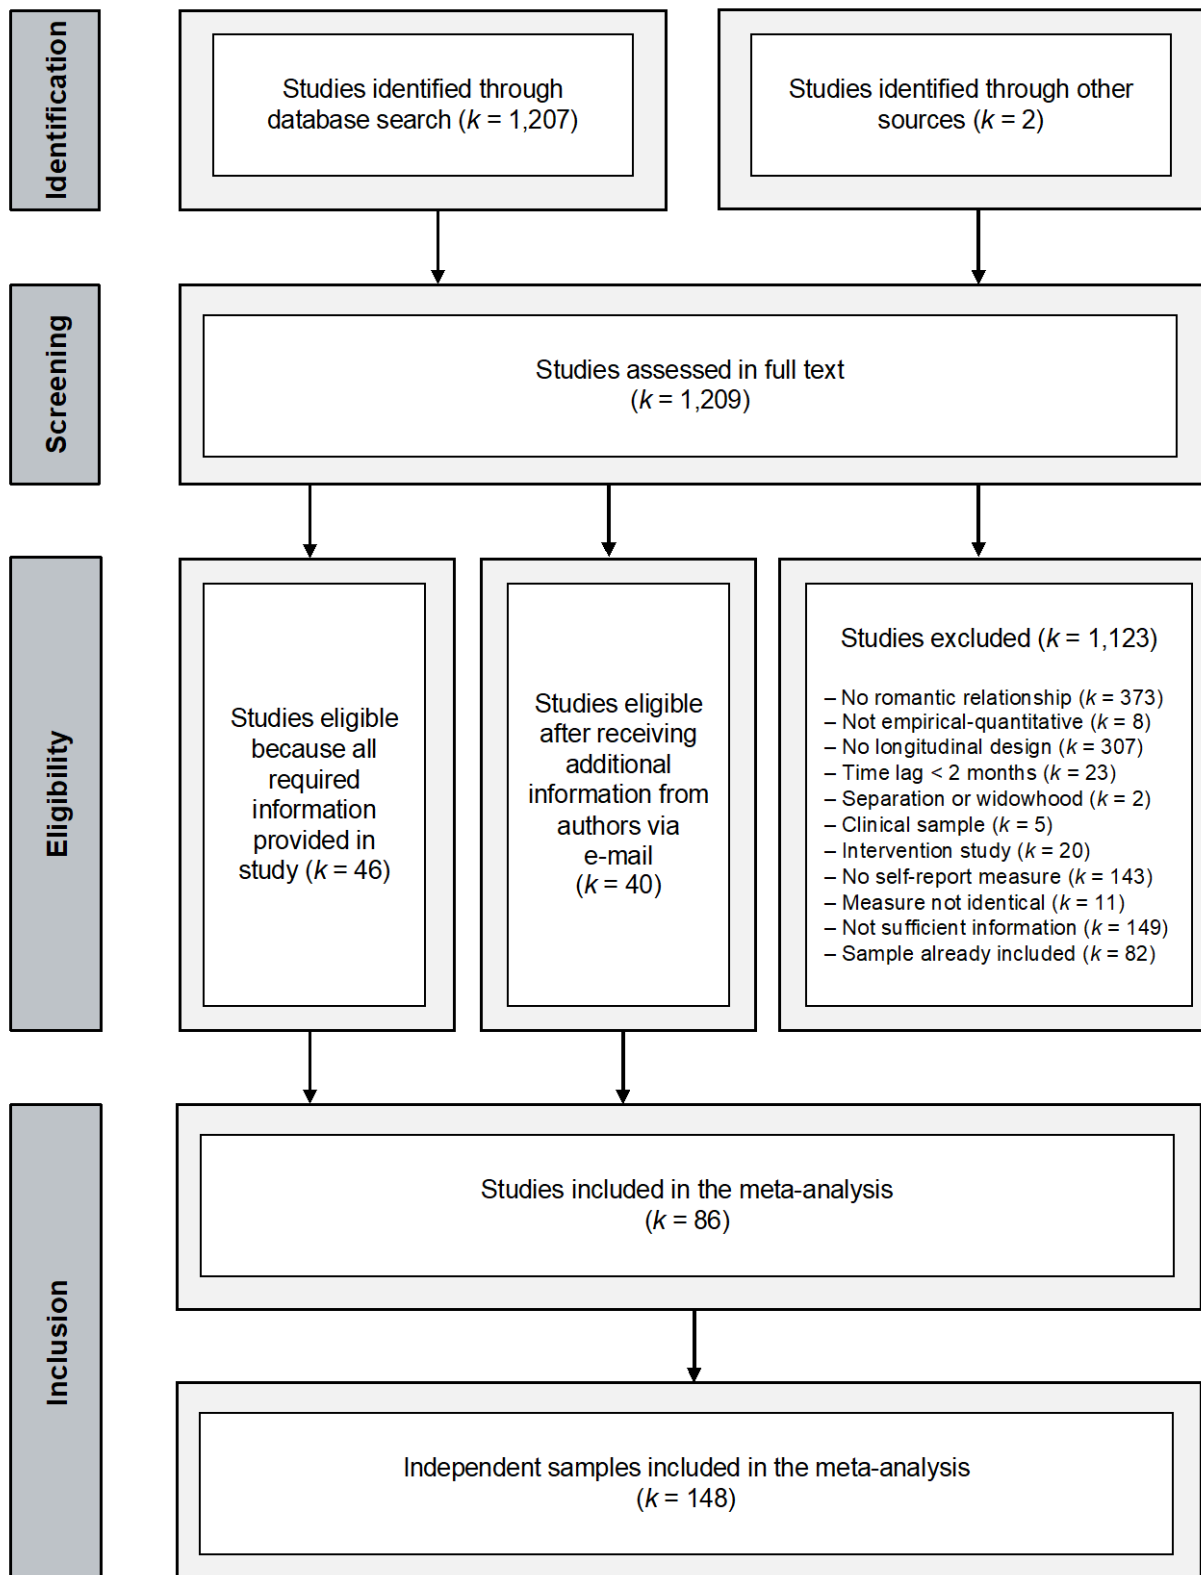 Identification
Studies identified through
database search (k = 1,207)
Studies identified through other
sources (k = 2)
Screening
Studies assessed in full text
(k = 1,209)
Eligibility
Studies eligible
because all
required
information
provided in
study (k = 46)
Studies eligible
after receiving
additional
information from
authors via
e-mail
(k = 40)
Studies excluded (k = 1,123)
– No romantic relationship (k = 373)
– Not empirical-quantitative (k = 8)
– No longitudinal design (k = 307)
– Time lag < 2 months (k = 23)
– Separation or widowhood (k = 2)
– Clinical sample (k = 5)
– Intervention study (k = 20)
– No self-report measure (k = 143)
– Measure not identical (k = 11)
– Not sufficient information (k = 149)
– Sample already included (k = 82)
Inclusion
Studies included in the meta-analysis
(k = 86)
Independent samples included in the meta-analysis
(k = 148)